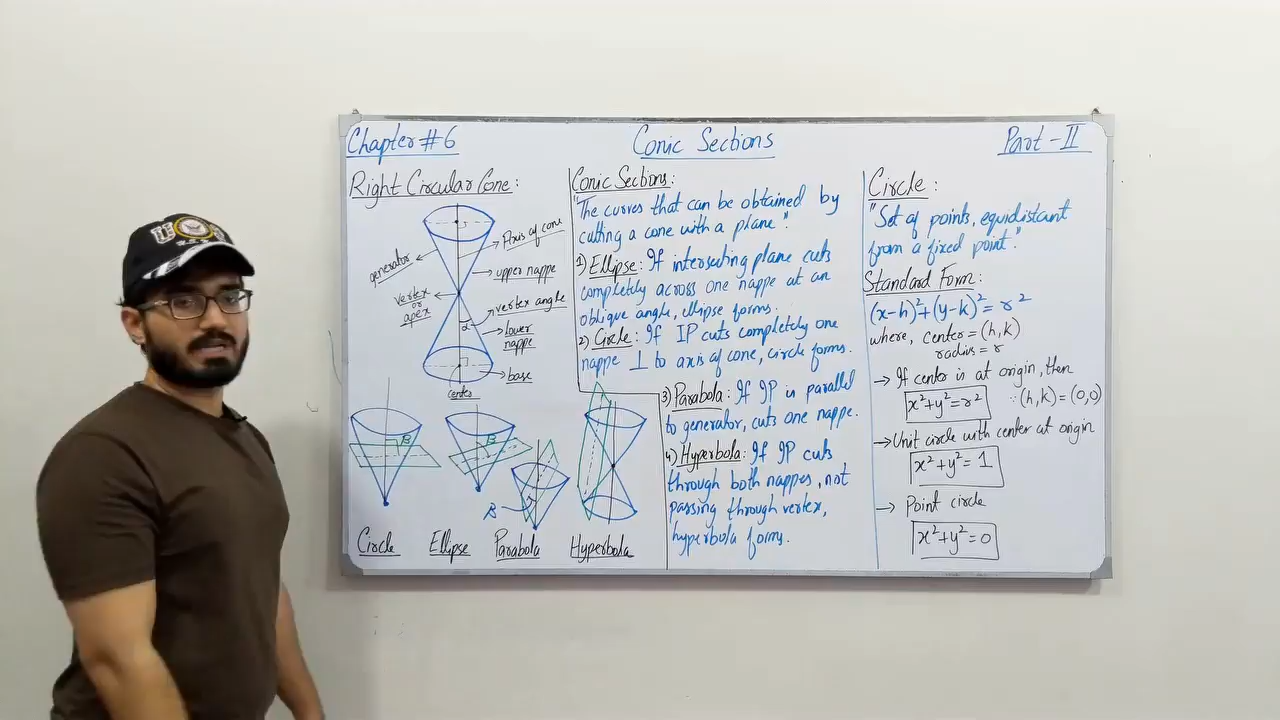 Chapter # 6
Conic Sections
Part - II
Right Circular Cone:
Axis of cone
generator
upper nappe
vertex
or
apex
vertex angle
α
lower
nappe
base
center
B
B
B
Circle
Ellipse
Parabola
Hyperbola
Conic Sections:
"The curves that can be obtained by
cutting a cone with a plane."
1) Ellipse: If intersecting plane cuts
completely across one nappe at an
oblique angle, ellipse forms.
2) Circle: If IP cuts completely one
nappe ⊥ to axis of cone, circle forms.
3) Parabola: If IP is parallel
to generator, cuts one nappe.
4) Hyperbola: If IP cuts
through both nappes, not
passing through vertex,
hyperbola forms.
Circle:
"Set of points, equidistant
from a fixed point."
Standard Form:
(x-h)²+(y-k)² = r²
where, center = (h,k)
radius = r
→ If center is at origin, then
x²+y²=r² ∵ (h,k) = (0,0)
→ Unit circle with center at origin
x²+y² = 1
→ Point circle
x²+y²=0